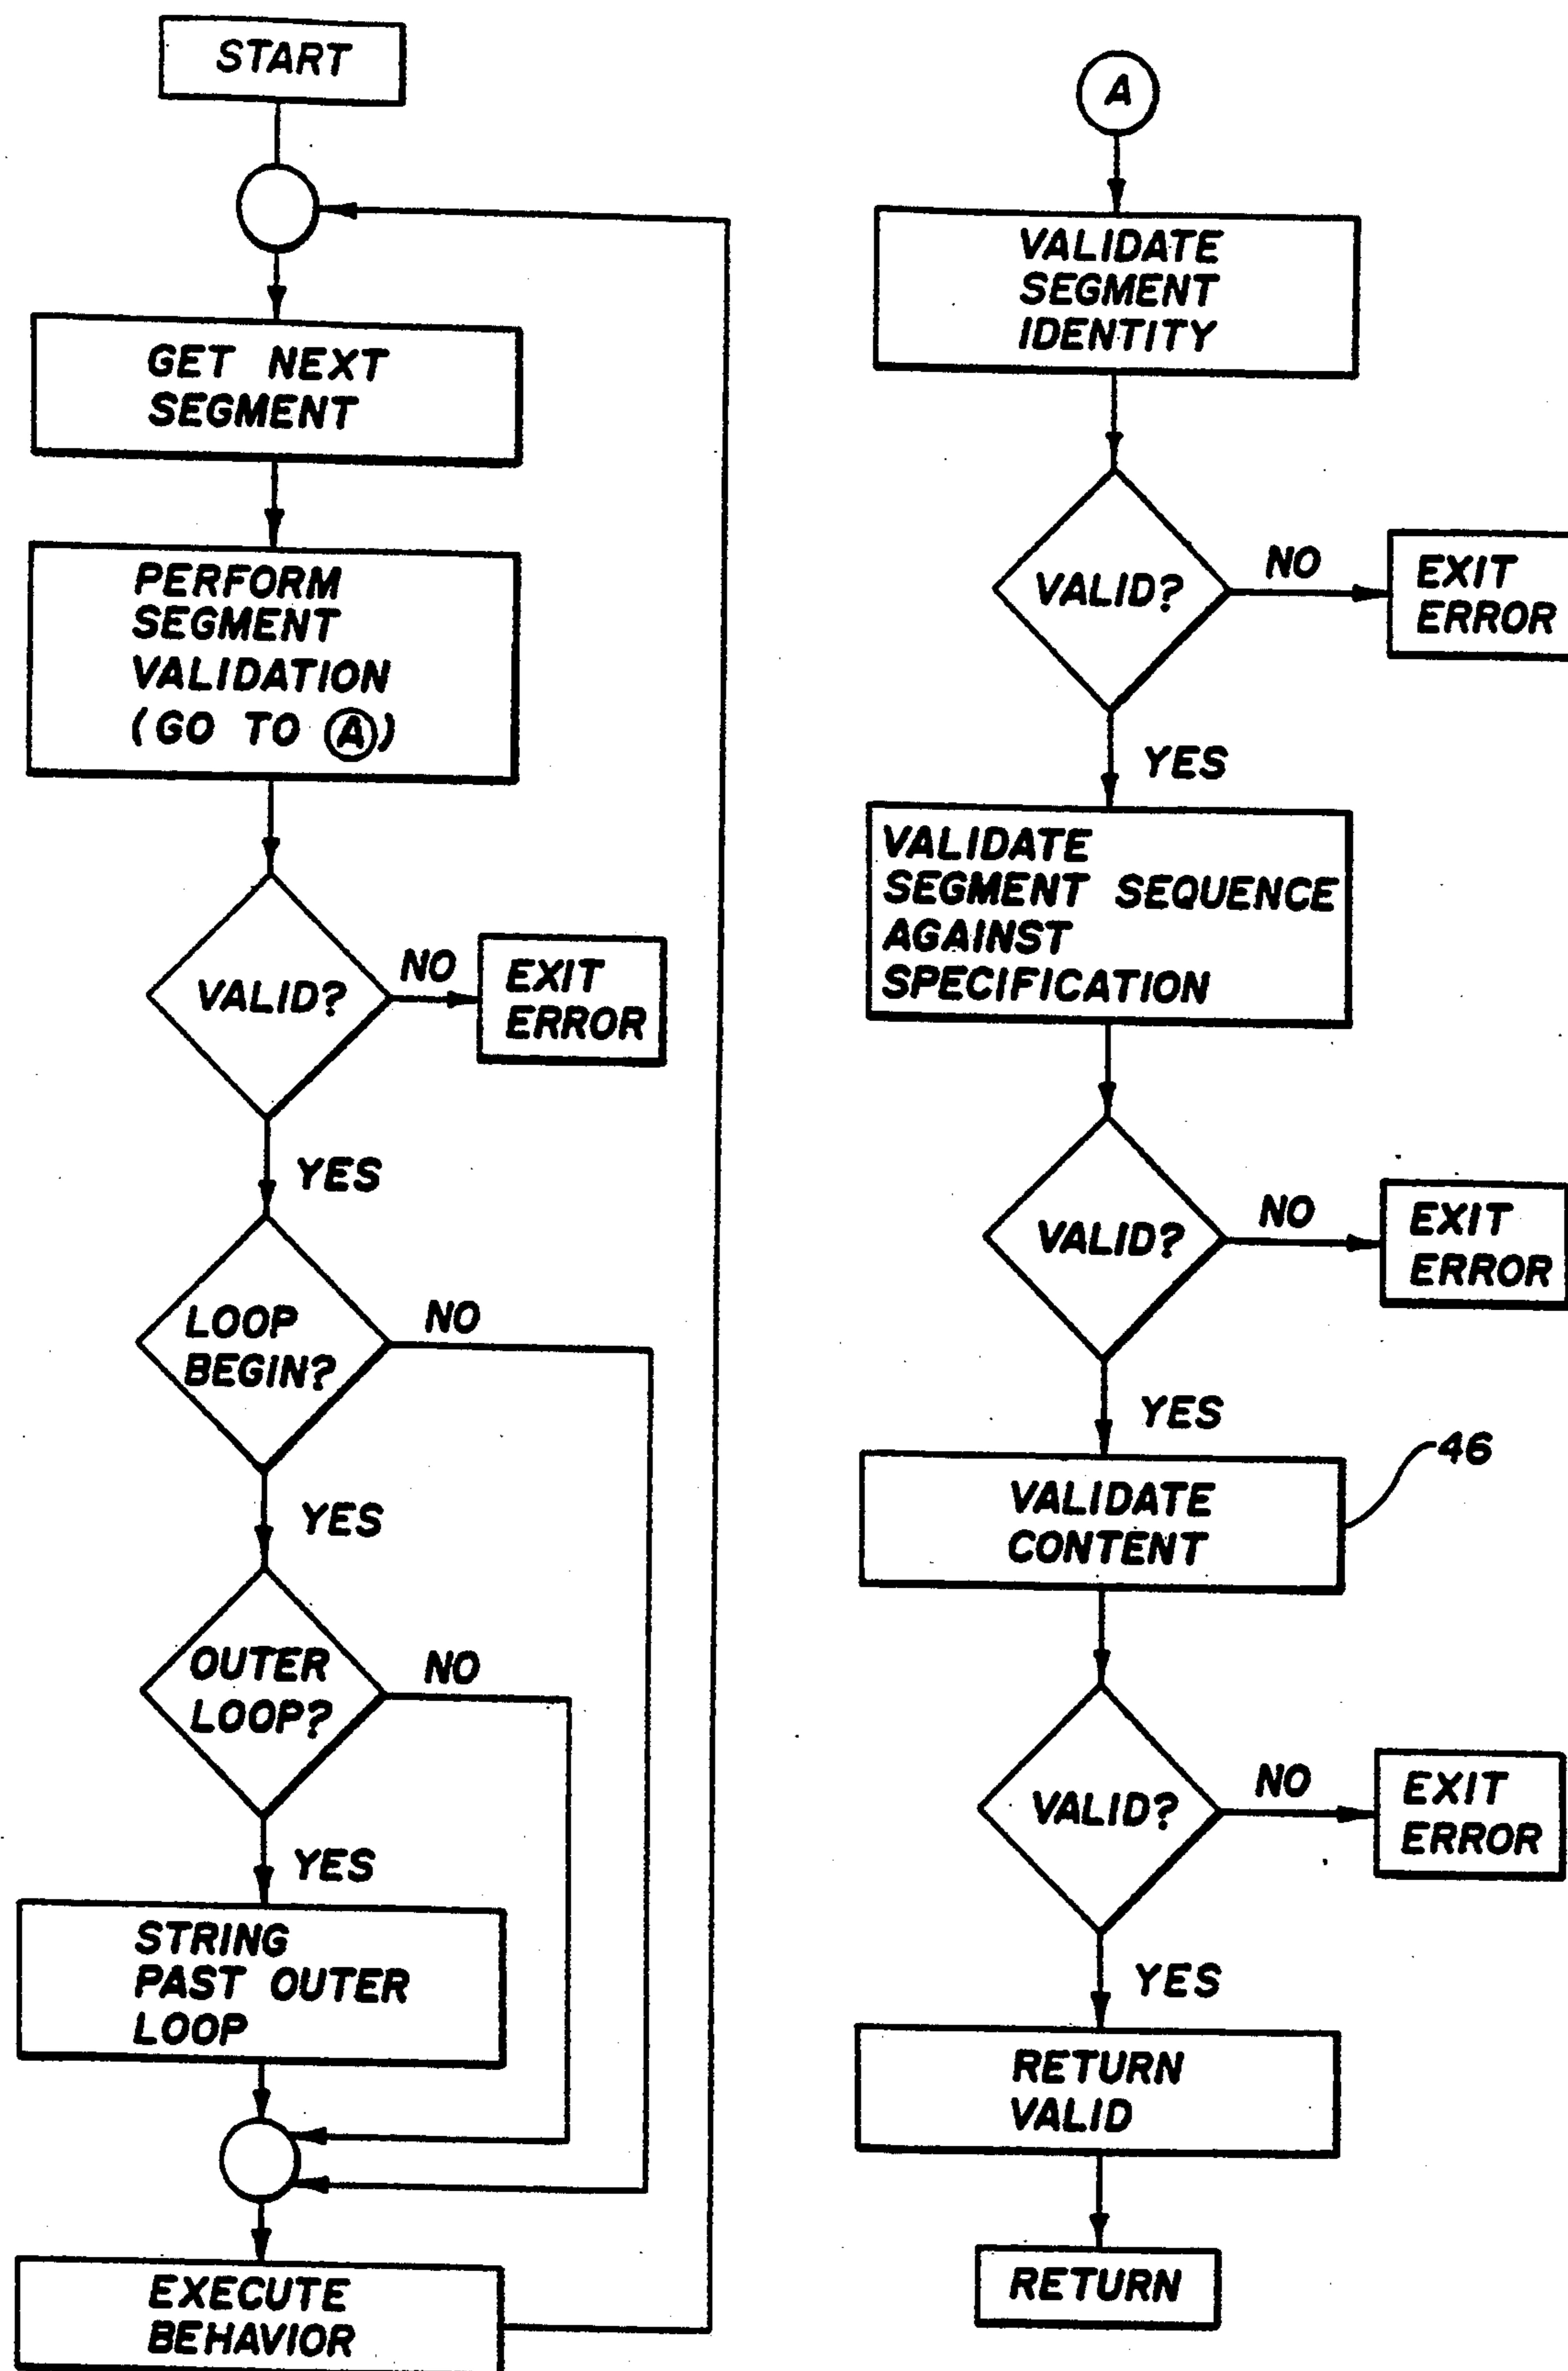 START
GET NEXT
SEGMENT
PERFORM
SEGMENT
VALIDATION
(GO TO A)
VALID?
NO
EXIT
ERROR
YES
LOOP
BEGIN?
NO
YES
OUTER
LOOP?
NO
YES
STRING
PAST OUTER
LOOP
EXECUTE
BEHAVIOR
A
VALIDATE
SEGMENT
IDENTITY
VALID?
NO
EXIT
ERROR
YES
VALIDATE
SEGMENT SEQUENCE
AGAINST
SPECIFICATION
VALID?
NO
EXIT
ERROR
YES
46
VALIDATE
CONTENT
VALID?
NO
EXIT
ERROR
YES
RETURN
VALID
RETURN